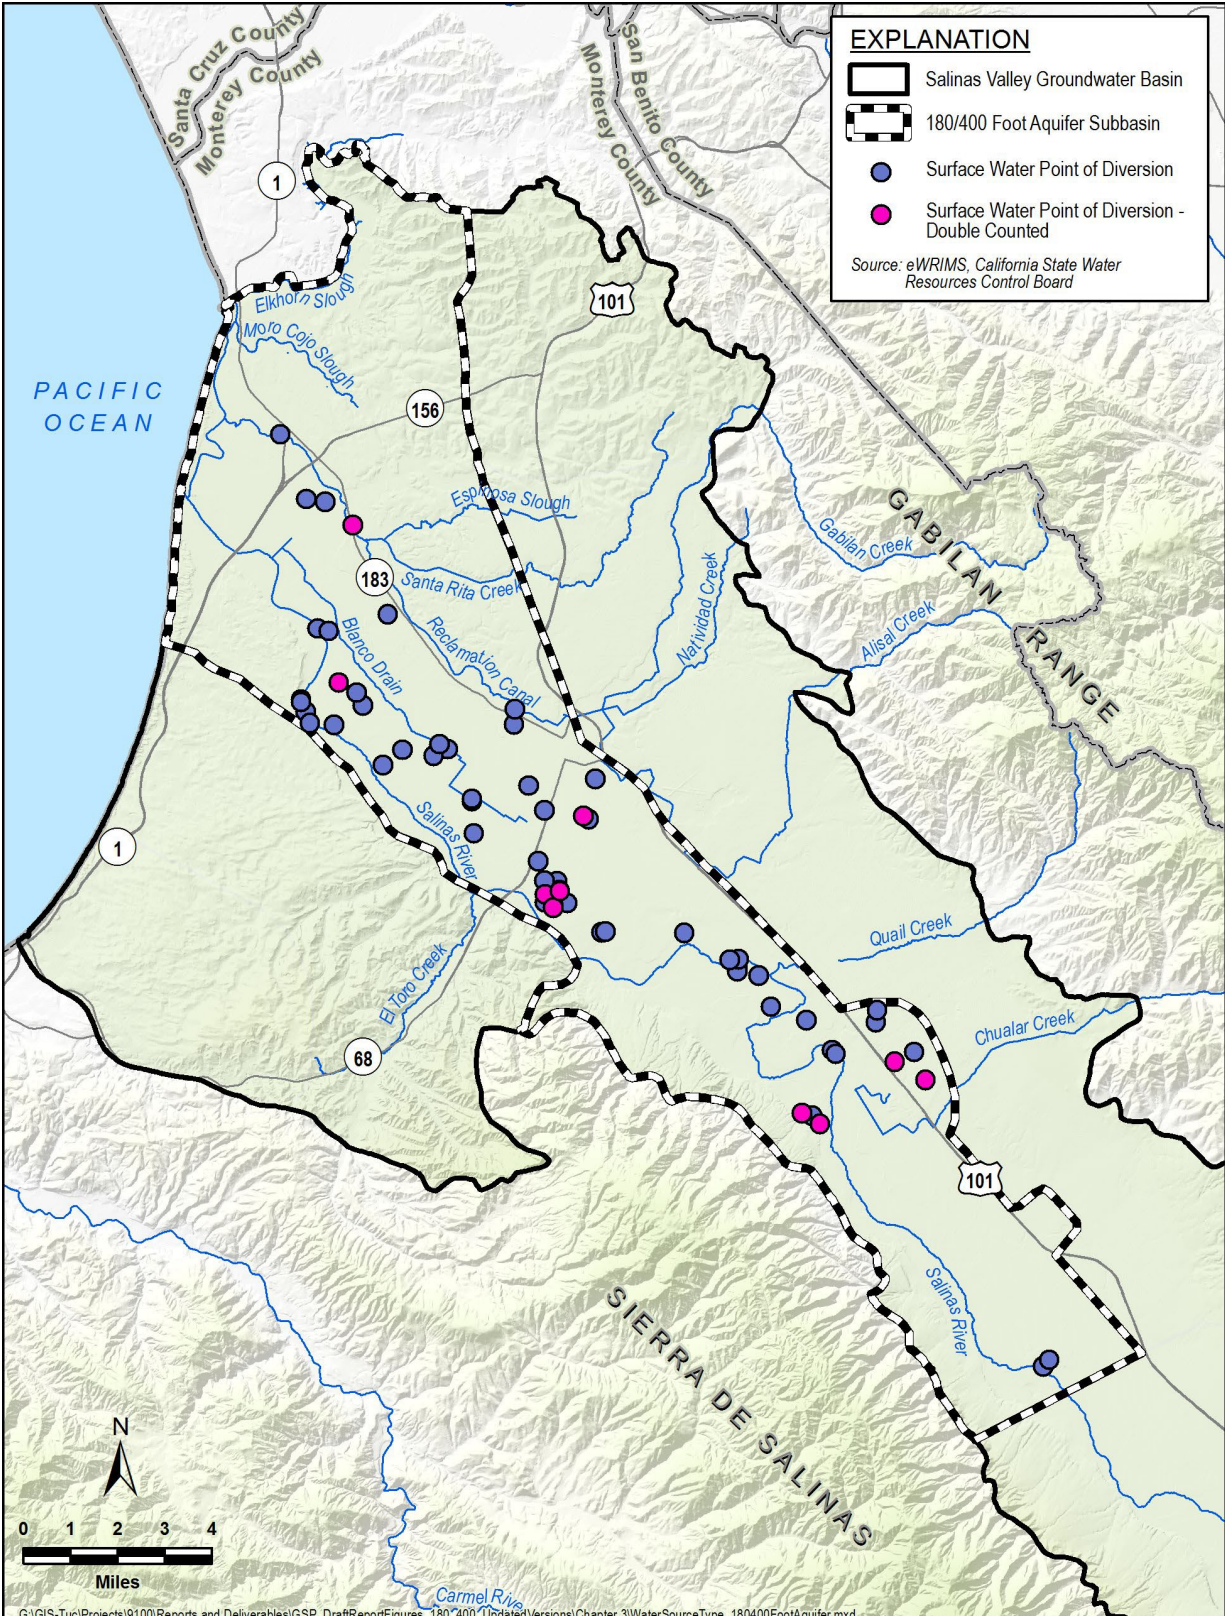 Santa Cruz County
Monterey County
San Benito County
Monterey County
EXPLANATION
Salinas Valley Groundwater Basin
180/400 Foot Aquifer Subbasin
Surface Water Point of Diversion
Surface Water Point of Diversion -
Double Counted
Source: eWRIMS, California State Water
Resources Control Board
1
101
Elkhorn Slough
Moro Cojo Slough
PACIFIC
OCEAN
156
Espinosa Slough
GABILAN
RANGE
Gabilan Creek
183
Santa Rita Creek
Natividad Creek
Alisal Creek
Blanco Drain
Reclamation Canal
Salinas River
1
Quail Creek
El Toro Creek
Chualar Creek
68
101
Salinas River
SIERRA DE SALINAS
N
0 1 2 3 4
Miles
Carmel River